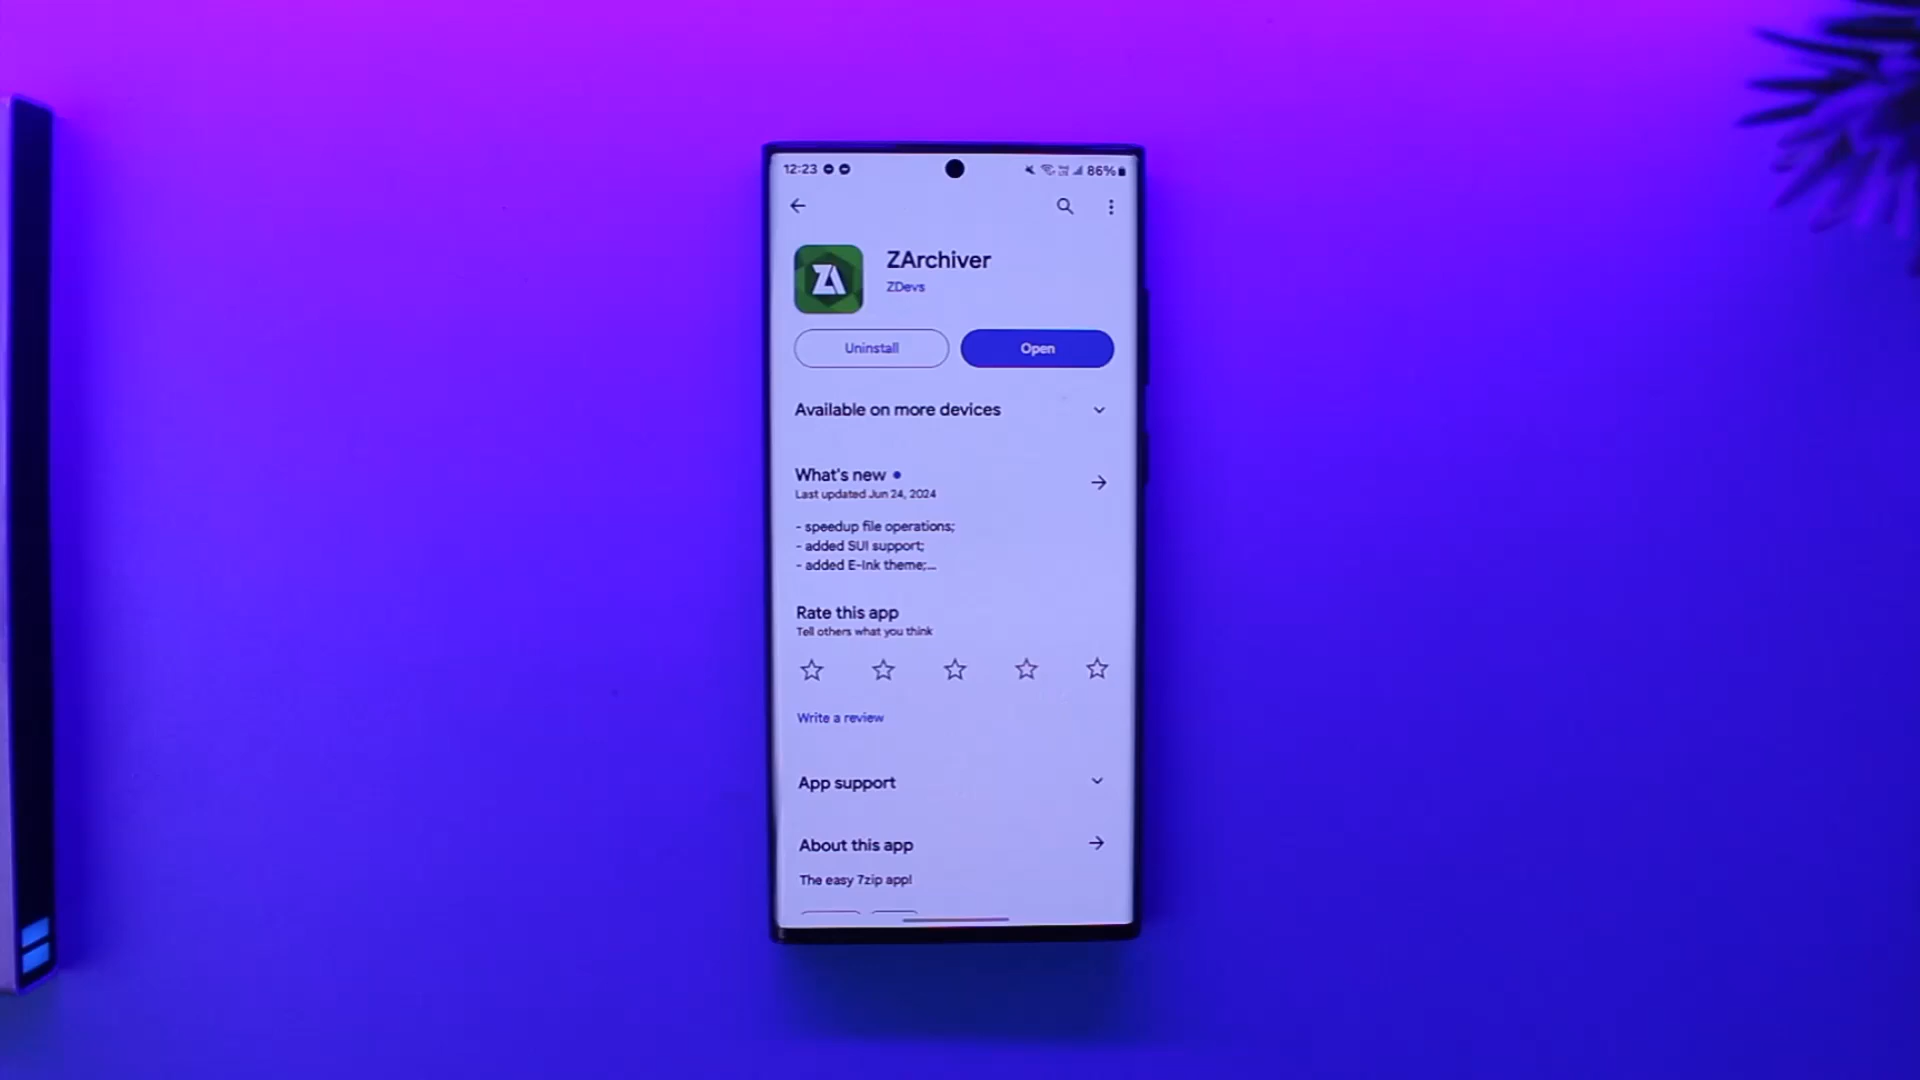 12:23
86%
ZArchiver
ZDevs
ZA
Uninstall
Open
Available on more devices
What's new
Last updated Jun 24, 2024
- speedup file operations;
- added SUI support;
- added E-Ink theme;...
Rate this app
Tell others what you think
Write a review
App support
About this app
The easy 7zip app!